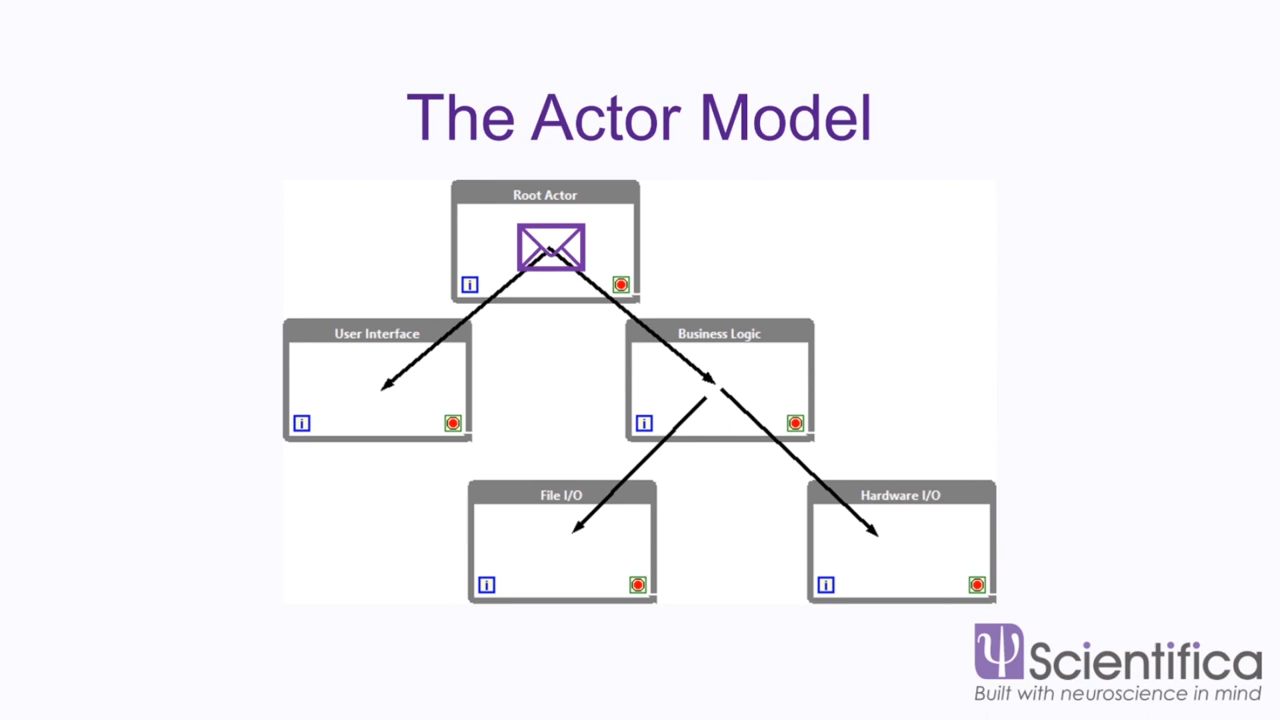 The Actor Model
Root Actor
i
User Interface
Business Logic
i
i
File I/O
Hardware I/O
i
i
ψ Scientifica
Built with neuroscience in mind